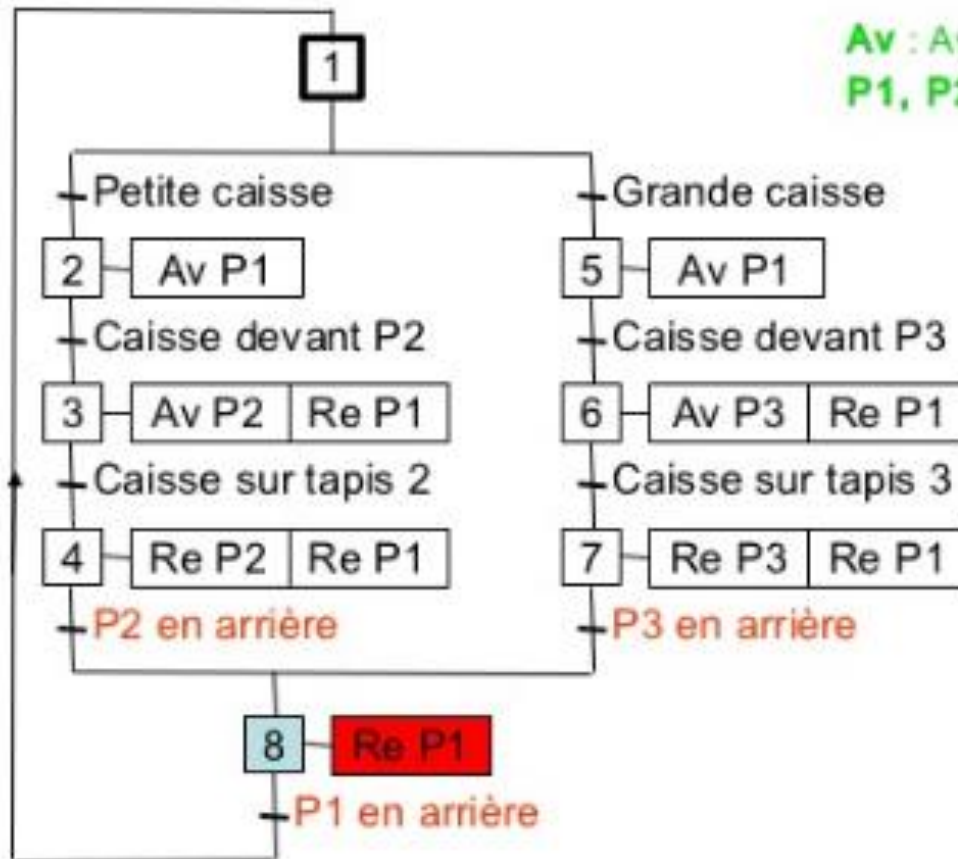 1
Av : Av
P1, P2
Petite caisse
Grande caisse
2 Av P1
5 Av P1
Caisse devant P2
Caisse devant P3
3 Av P2 Re P1
6 Av P3 Re P1
Caisse sur tapis 2
Caisse sur tapis 3
4 Re P2 Re P1
7 Re P3 Re P1
P2 en arrière
P3 en arrière
8 Re P1
P1 en arrière